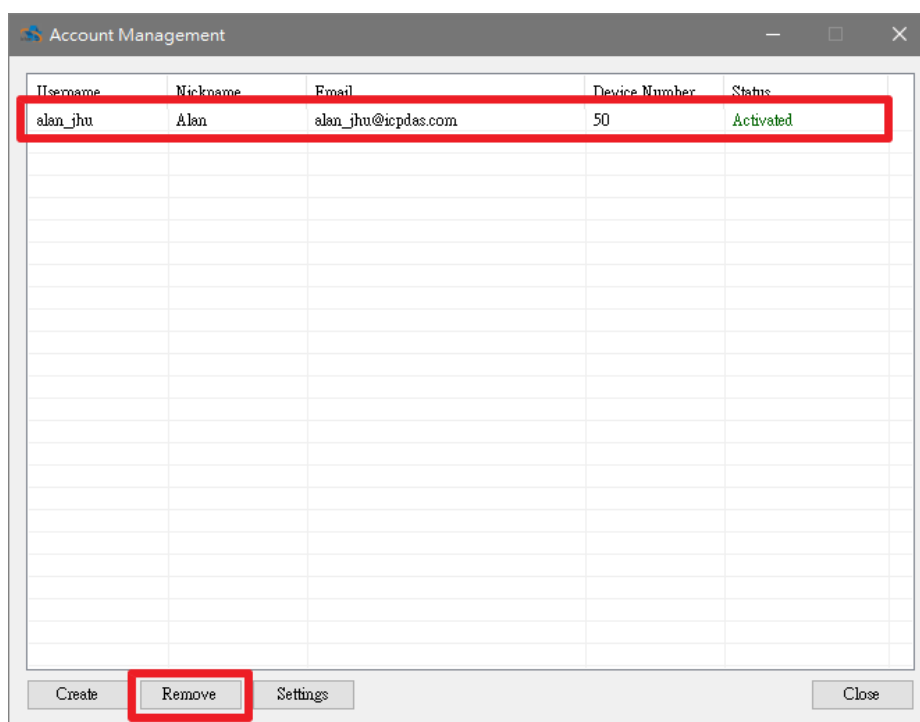 Account Management
Username Nickname Email Device Number Status
alan_jhu Alan alan_jhu@icpdas.com 50 Activated
Create Remove Settings Close